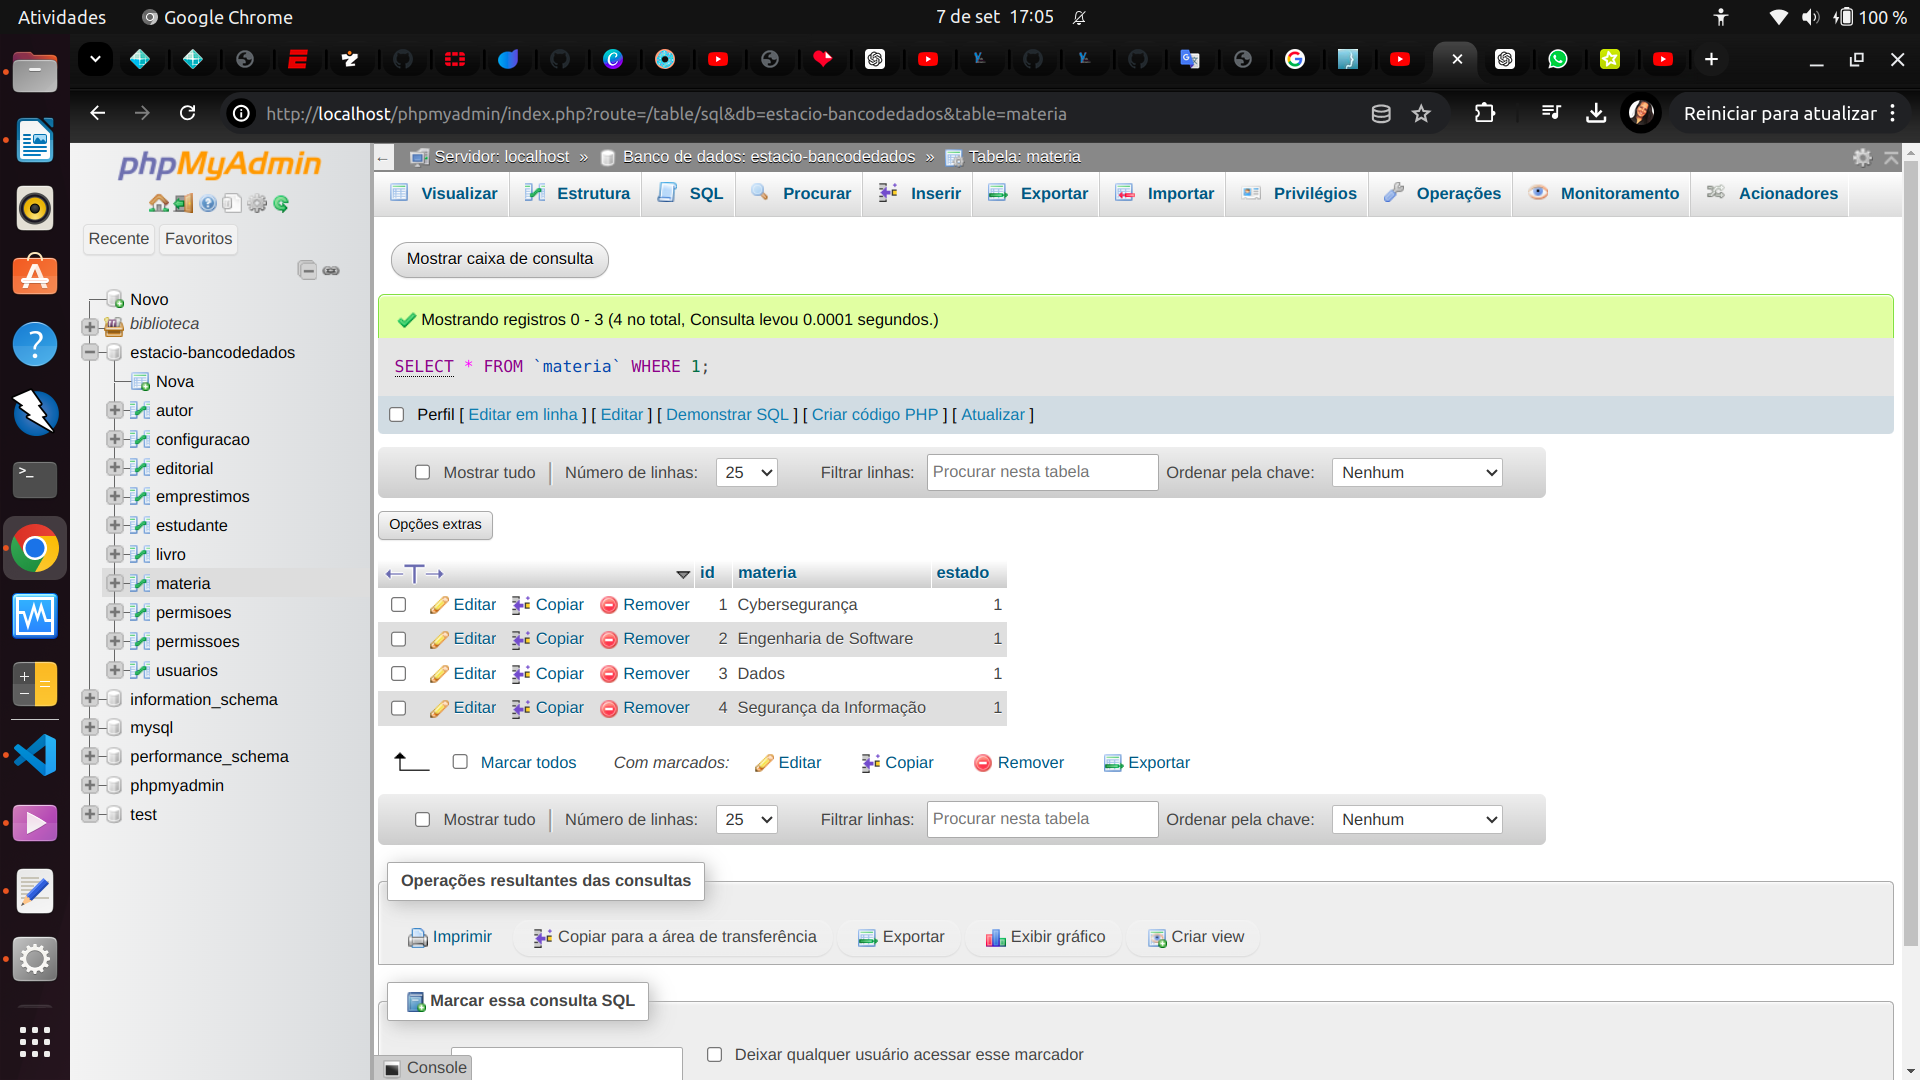 Atividades
Google Chrome
7 de set 17:05
100 %
http://localhost/phpmyadmin/index.php?route=/table/sql&db=estacio-bancodedados&table=materia
Reiniciar para atualizar
phpMyAdmin
Recente
Favoritos
Novo
biblioteca
estacio-bancodedados
Nova
autor
configuracao
editorial
emprestimos
estudante
livro
materia
permisoes
permissoes
usuarios
information_schema
mysql
performance_schema
phpmyadmin
test
Servidor: localhost » Banco de dados: estacio-bancodedados » Tabela: materia
Visualizar Estrutura SQL Procurar Inserir Exportar Importar Privilégios Operações Monitoramento Acionadores
Mostrar caixa de consulta
Mostrando registros 0 - 3 (4 no total, Consulta levou 0.0001 segundos.)
SELECT * FROM `materia` WHERE 1;
Perfil [ Editar em linha ] [ Editar ] [ Demonstrar SQL ] [ Criar código PHP ] [ Atualizar ]
Mostrar tudo Número de linhas: 25 Filtrar linhas: Procurar nesta tabela Ordenar pela chave: Nenhum
Opções extras
id materia estado
Editar Copiar Remover 1 Cybersegurança 1
Editar Copiar Remover 2 Engenharia de Software 1
Editar Copiar Remover 3 Dados 1
Editar Copiar Remover 4 Segurança da Informação 1
Marcar todos Com marcados: Editar Copiar Remover Exportar
Mostrar tudo Número de linhas: 25 Filtrar linhas: Procurar nesta tabela Ordenar pela chave: Nenhum
Operações resultantes das consultas
Imprimir Copiar para a área de transferência Exportar Exibir gráfico Criar view
Marcar essa consulta SQL
Deixar qualquer usuário acessar esse marcador
Console